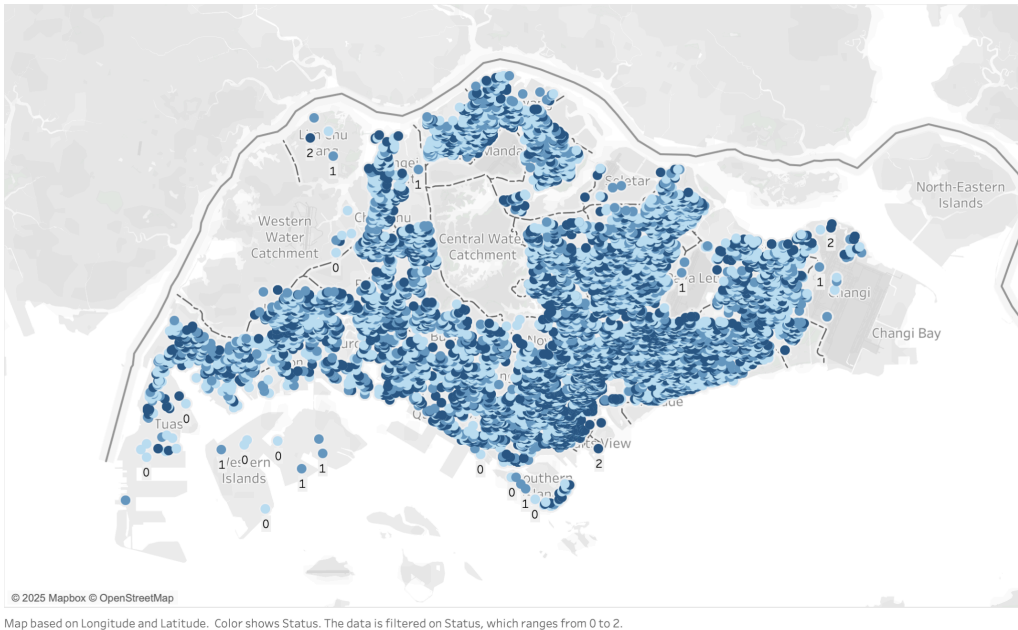 2
1
1
Seletar
North-Eastern
Islands
Western
Water
Catchment
Central Water
Catchment
0
2
1
1
Changi
Changi Bay
Tuas
0
0
1
0
0
1
1
Islands
0
0
2
0
1
0
© 2025 Mapbox © OpenStreetMap
Map based on Longitude and Latitude.  Color shows Status. The data is filtered on Status, which ranges from 0 to 2.